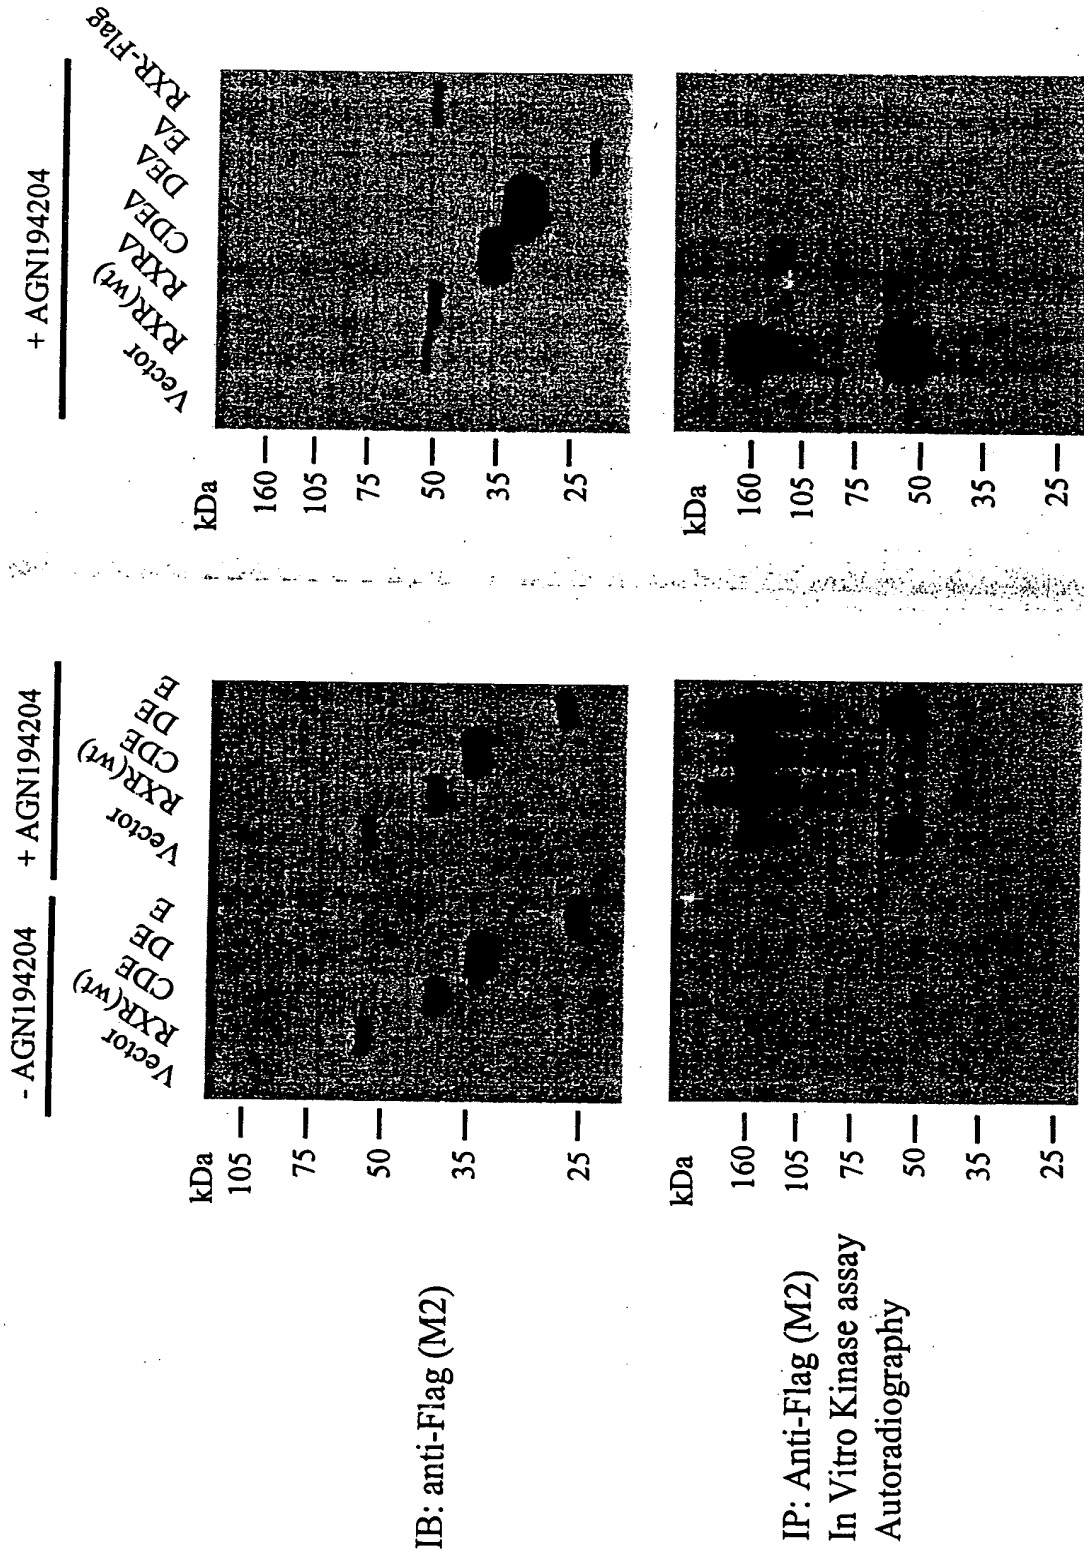 - AGN194204
+ AGN194204
Vector
RXR(wt)
CDE
DE
E
Vector
RXR(wt)
CDE
DE
E
kDa
105
75
50
35
25
IB: anti-Flag (M2)
kDa
160
105
75
50
35
25
IP: Anti-Flag (M2)
In Vitro Kinase assay
Autoradiography
+ AGN194204
Vector
RXR(wt)
RXRΔ
CDEΔ
DEΔ
EΔ
RXR-Flag
kDa
160
105
75
50
35
25
kDa
160
105
75
50
35
25